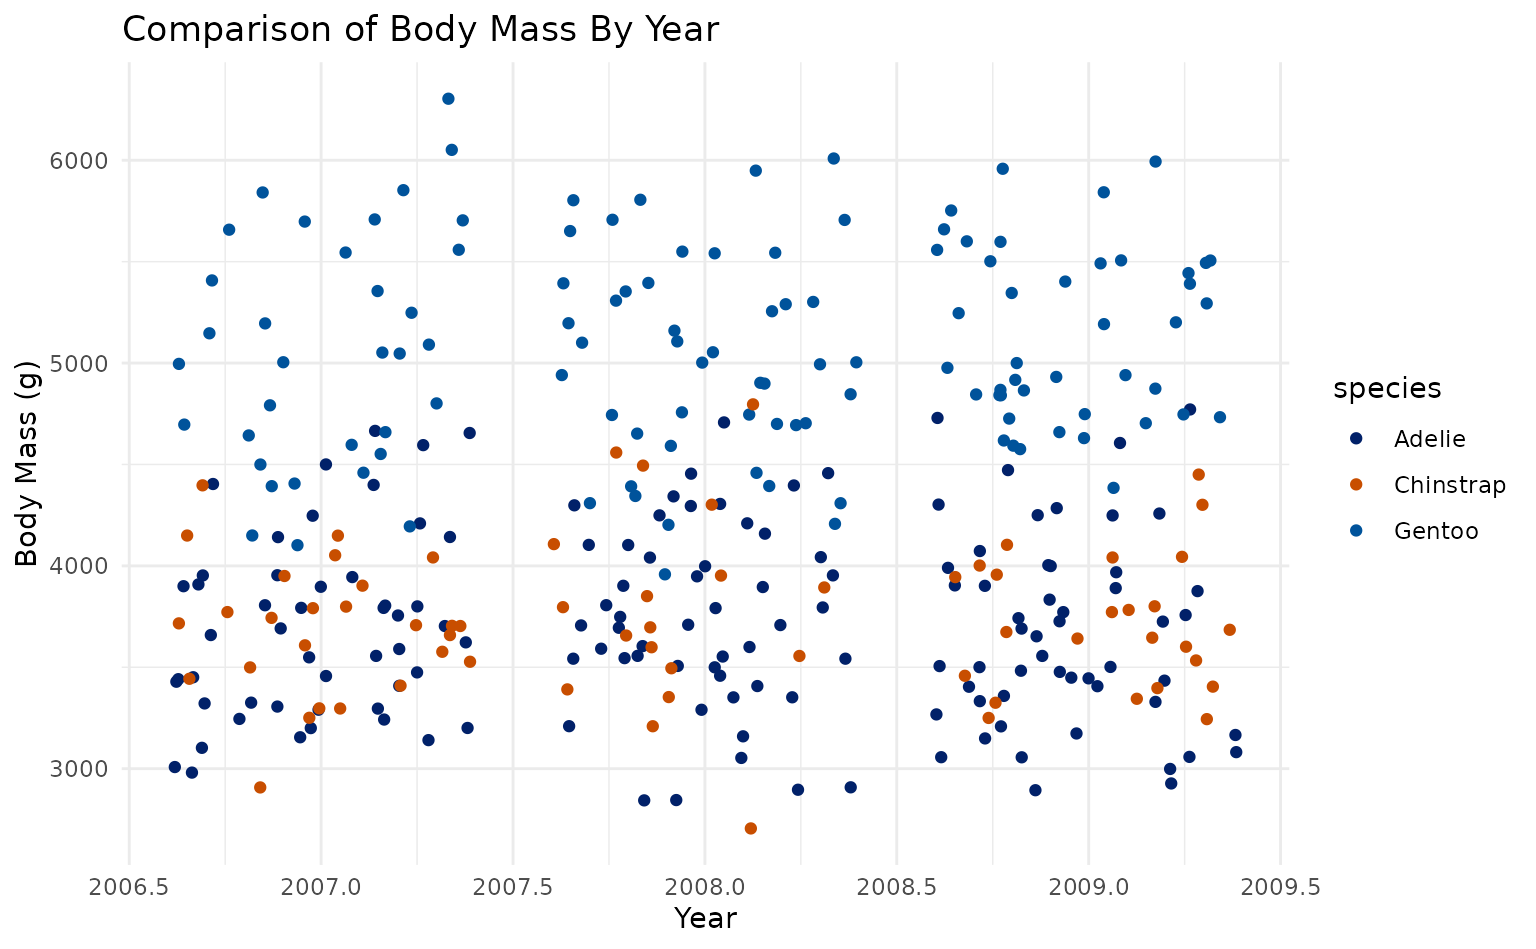 Comparison of Body Mass By Year
Body Mass (g)
6000
5000
4000
3000
2006.5
2007.0
2007.5
2008.0
2008.5
2009.0
2009.5
Year
species
Adelie
Chinstrap
Gentoo